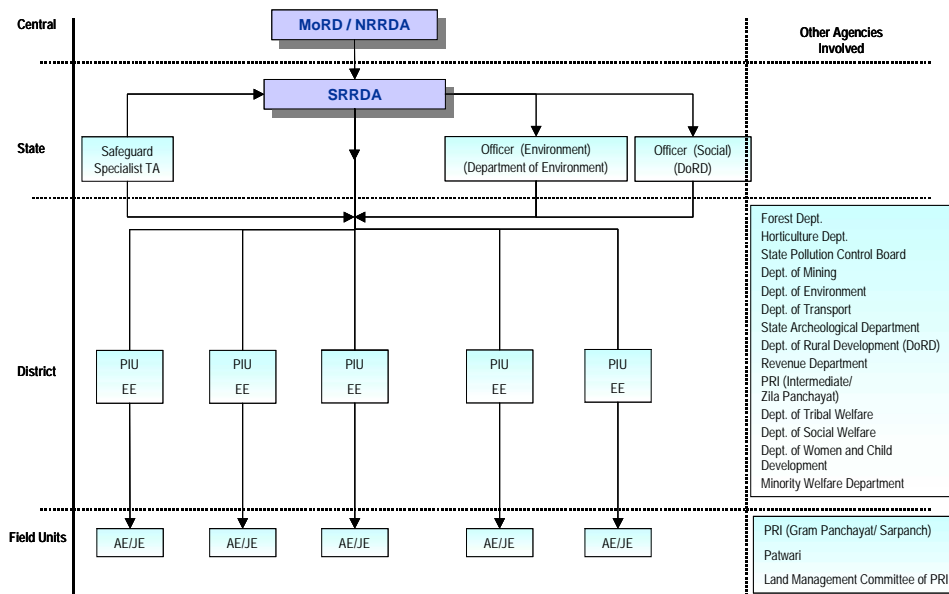 Central
MoRD / NRRDA
Other Agencies
Involved
SRRDA
State
Safeguard
Specialist TA
Officer (Environment)
(Department of Environment)
Officer (Social)
(DoRD)
Forest Dept.
Horticulture Dept.
State Pollution Control Board
Dept. of Mining
Dept. of Environment
Dept. of Transport
State Archeological Department
Dept. of Rural Development (DoRD)
Revenue Department
PRI (Intermediate/
Zila Panchayat)
Dept. of Tribal Welfare
Dept. of Social Welfare
Dept. of Women and Child
Development
Minority Welfare Department
District
PIU
EE
PIU
EE
PIU
EE
PIU
EE
PIU
EE
Field Units
AE/JE
AE/JE
AE/JE
AE/JE
AE/JE
PRI (Gram Panchayat/ Sarpanch)
Patwari
Land Management Committee of PRI